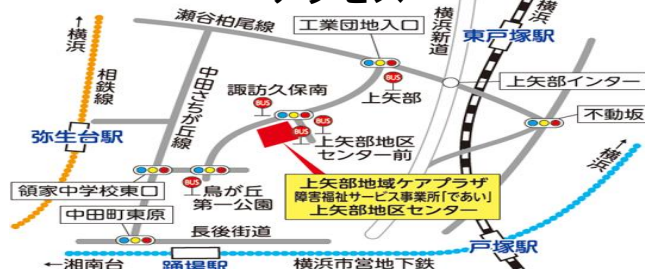 アクセス
←横浜
相鉄線
弥生台駅
瀬谷柏尾線
中田さちが丘線
工業団地入口
横浜新道
横浜→
東戸塚駅
上矢部インター
不動坂
BUS
上矢部
諏訪久保南
BUS
BUS
BUS
上矢部地区
センター前
領家中学校東口
BUS
鳥が丘
第一公園
中田町東原
上矢部地域ケアプラザ
障害福祉サービス事業所「であい」
上矢部地区センター
長後街道
横浜→
戸塚駅
←湘南台
踊場駅
横浜市営地下鉄